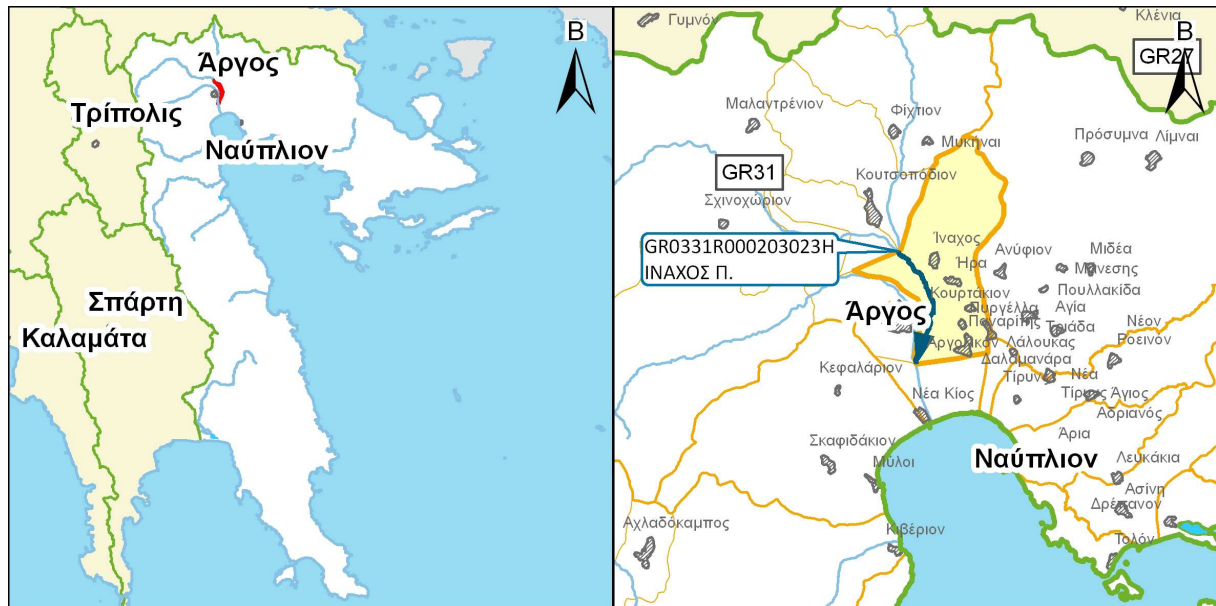 Β
Άργος
Τρίπολις
Ναύπλιον
Σπάρτη
Καλαμάτα
Γυμνόν
Κλένια
Β
GR27
Μαλαντρένιον
Φίχτιον
Μυκήναι
Πρόσυμνα
Λίμναι
GR31
Κουτσοπόδιον
Σχινοχώριον
GR0331R000203023H
ΙΝΑΧΟΣ Π.
Ίναχος
Ήρα
Ανύφιον
Μιδέα
Μάνεσης
Πουλλακίδα
Κουρτάκιον
Πυργέλλα
Αγία
Τριάδα
Νέον
Ροεινόν
Άργος
Παναρίτης
Αργολικόν
Λάλουκας
Δαλαμανάρα
Κεφαλάριον
Τίρυνς
Νέα
Τίρυνς
Άγιος
Αδριανός
Νέα Κίος
Άρια
Σκαφιδάκιον
Μύλοι
Ναύπλιον
Λευκάκια
Ασίνη
Δρέπανον
Αχλαδόκαμπος
Κιβέριον
Τολόν